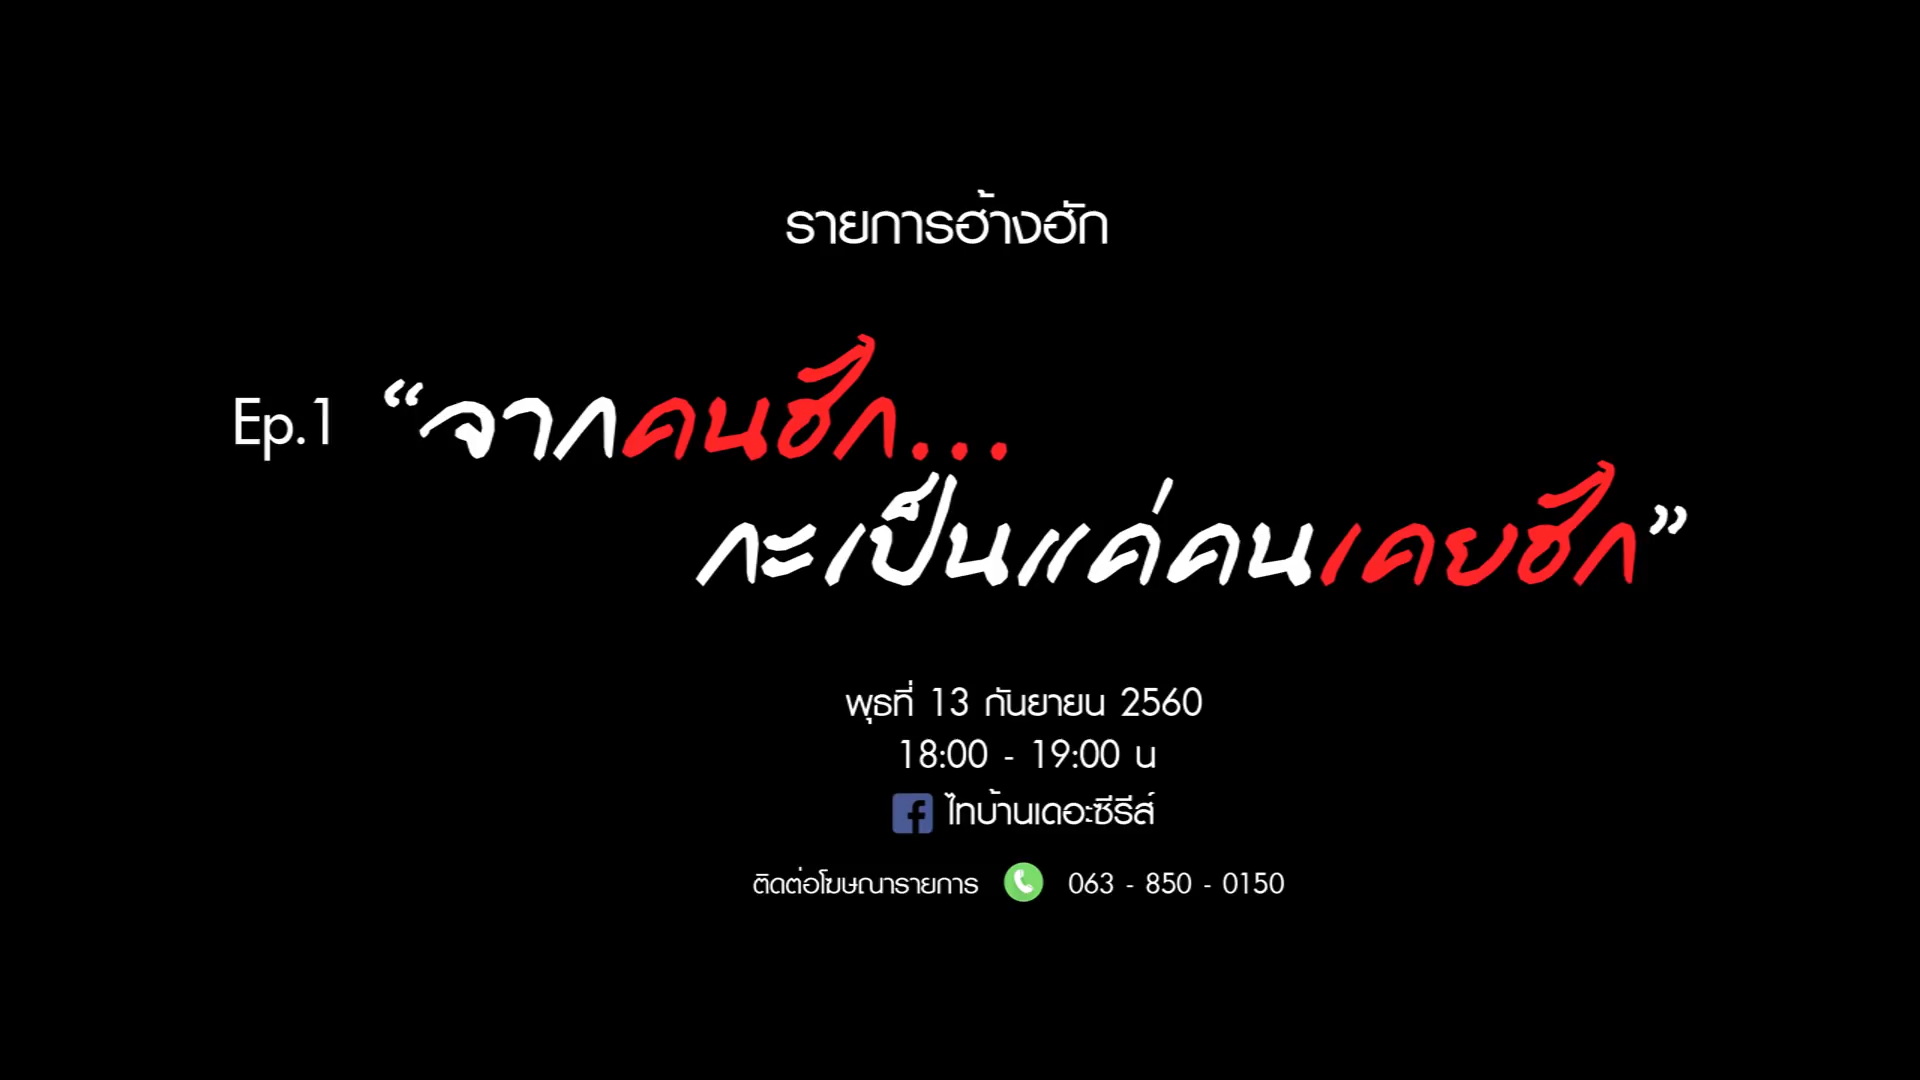 รายการฮ้างฮัก
Ep.1 “จากคนฮัก...
กะเป็นแค่คนเคยฮัก”
พุธที่ 13 กันยายน 2560
18:00 - 19:00 น
ไทบ้านเดอะซีรีส์
ติดต่อโฆษณารายการ 063 - 850 - 0150